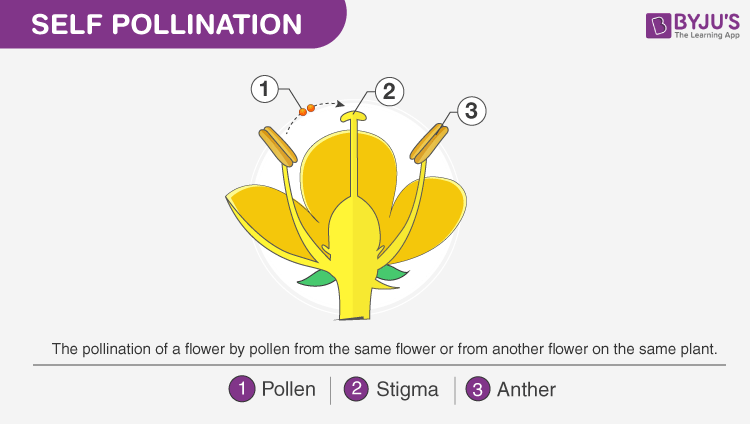 SELF POLLINATION
BYJU'S
The Learning App
1
2
3
The pollination of a flower by pollen from the same flower or from another flower on the same plant.
1 Pollen
2 Stigma
3 Anther